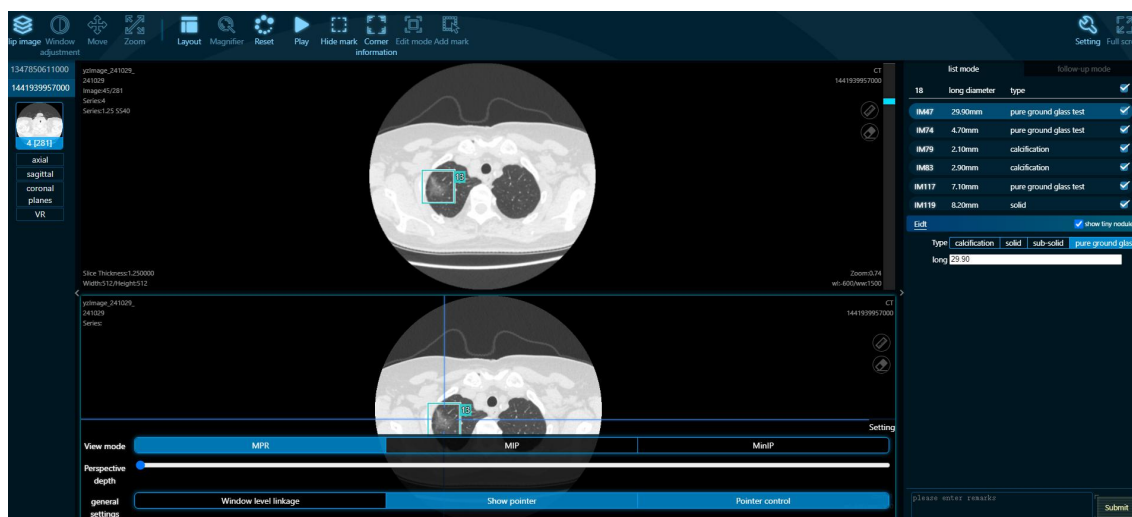 lip image Window adjustment Move Zoom Layout Magnifier Reset Play Hide mark Corner information Edit mode Add mark Setting Full scr
1347850611000
1441939957000
4 [281]
axial
sagittal
coronal planes
VR
yzimage_241029_
241029
Image:45/281
Series:4
Series:1.25 SS40
CT
1441939957000
13
Slice Thickness:1.250000
Width:512/Height:512
Zoom:0.74
wl:-600/ww:1500
yzimage_241029_
241029
Series:
CT
1441939957000
13
Setting
View mode MPR MIP MinIP
Perspective depth
general settings Window level linkage Show pointer Pointer control
list mode follow-up mode
18 long diameter type
IM47 29.90mm pure ground glass test
IM74 4.70mm pure ground glass test
IM79 2.10mm calcification
IM83 2.90mm calcification
IM117 7.10mm pure ground glass test
IM119 8.20mm solid
Eidt show tiny nodule
Type calcification solid sub-solid pure ground glas
long 29.90
please enter remarks
Submit